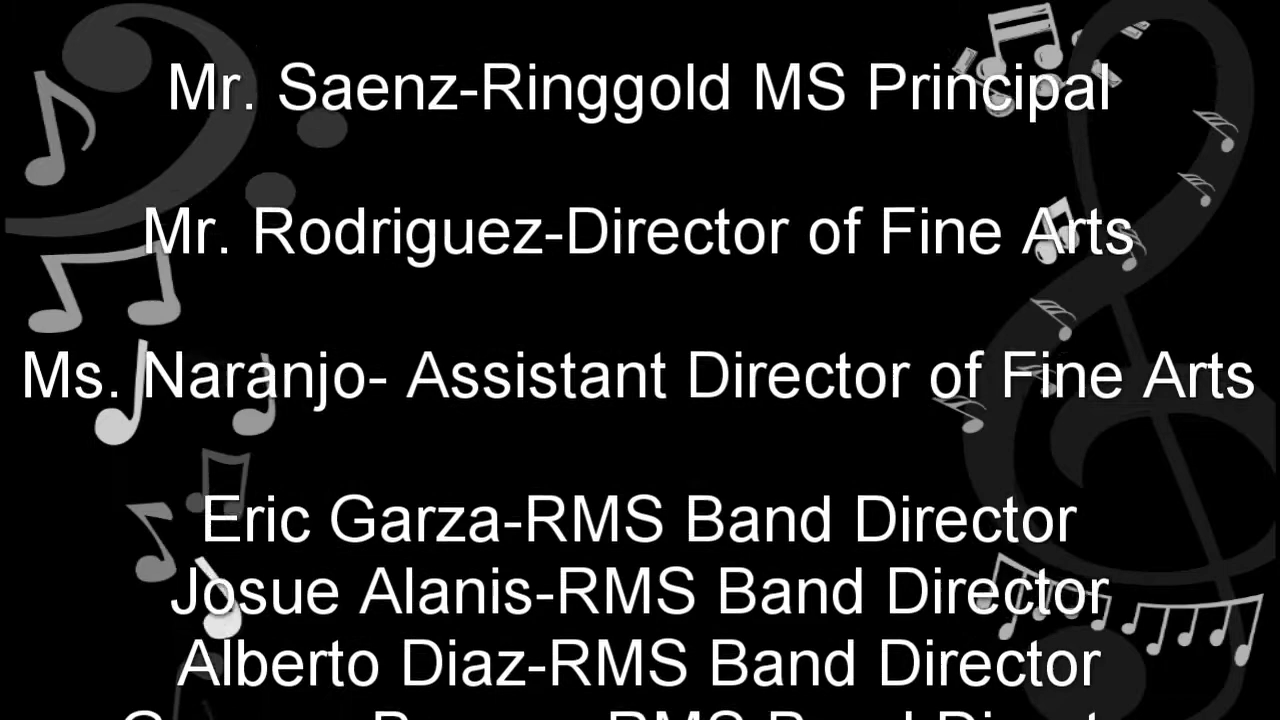 Mr. Saenz-Ringgold MS Principal
Mr. Rodriguez-Director of Fine Arts
Ms. Naranjo- Assistant Director of Fine Arts
Eric Garza-RMS Band Director
Josue Alanis-RMS Band Director
Alberto Diaz-RMS Band Director